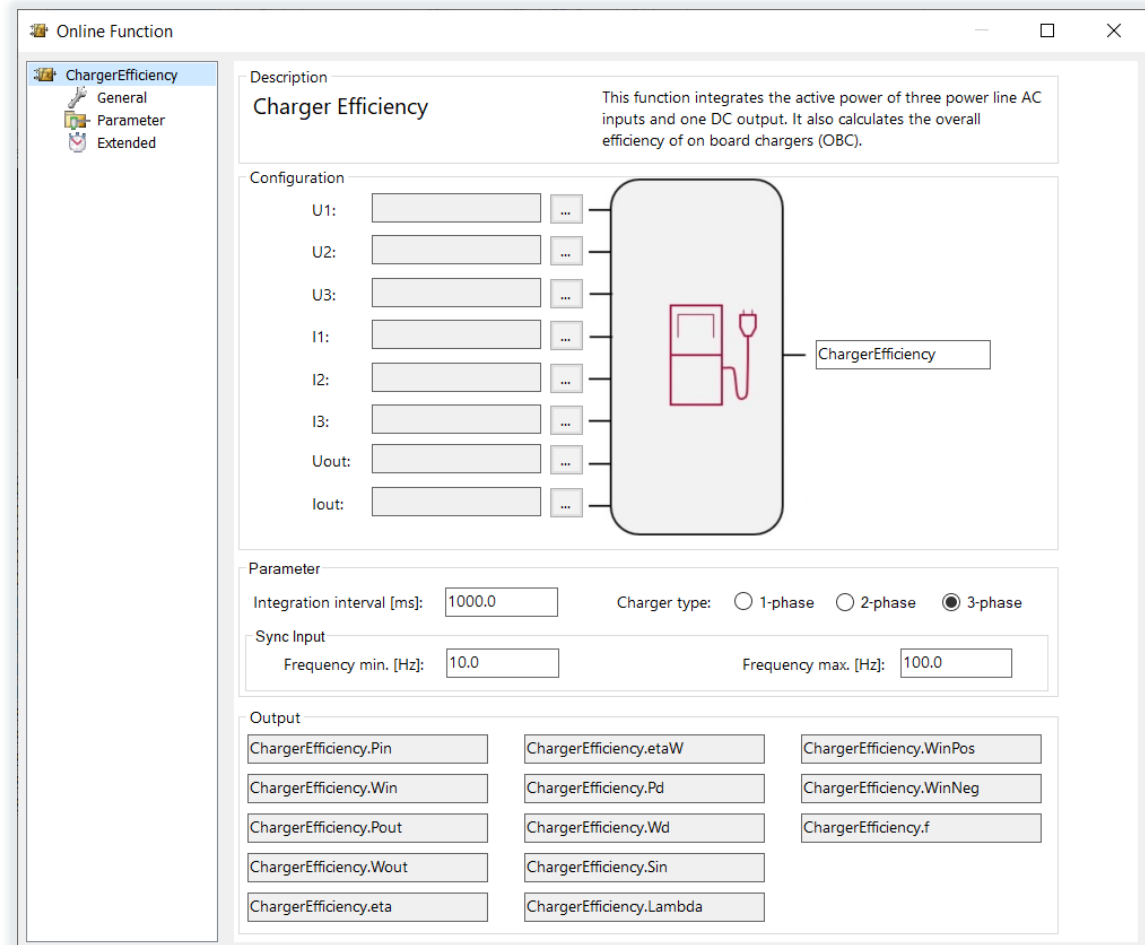 Online Function
ChargerEfficiency
General
Parameter
Extended
Description
Charger Efficiency
This function integrates the active power of three power line AC
inputs and one DC output. It also calculates the overall
efficiency of on board chargers (OBC).
Configuration
U1: ...
U2: ...
U3: ...
I1: ...
I2: ...
I3: ...
Uout: ...
Iout: ...
ChargerEfficiency
Parameter
Integration interval [ms]: 1000.0 Charger type: 1-phase 2-phase 3-phase
Sync Input
Frequency min. [Hz]: 10.0 Frequency max. [Hz]: 100.0
Output
ChargerEfficiency.Pin ChargerEfficiency.etaW ChargerEfficiency.WinPos
ChargerEfficiency.Win ChargerEfficiency.Pd ChargerEfficiency.WinNeg
ChargerEfficiency.Pout ChargerEfficiency.Wd ChargerEfficiency.f
ChargerEfficiency.Wout ChargerEfficiency.Sin
ChargerEfficiency.eta ChargerEfficiency.Lambda